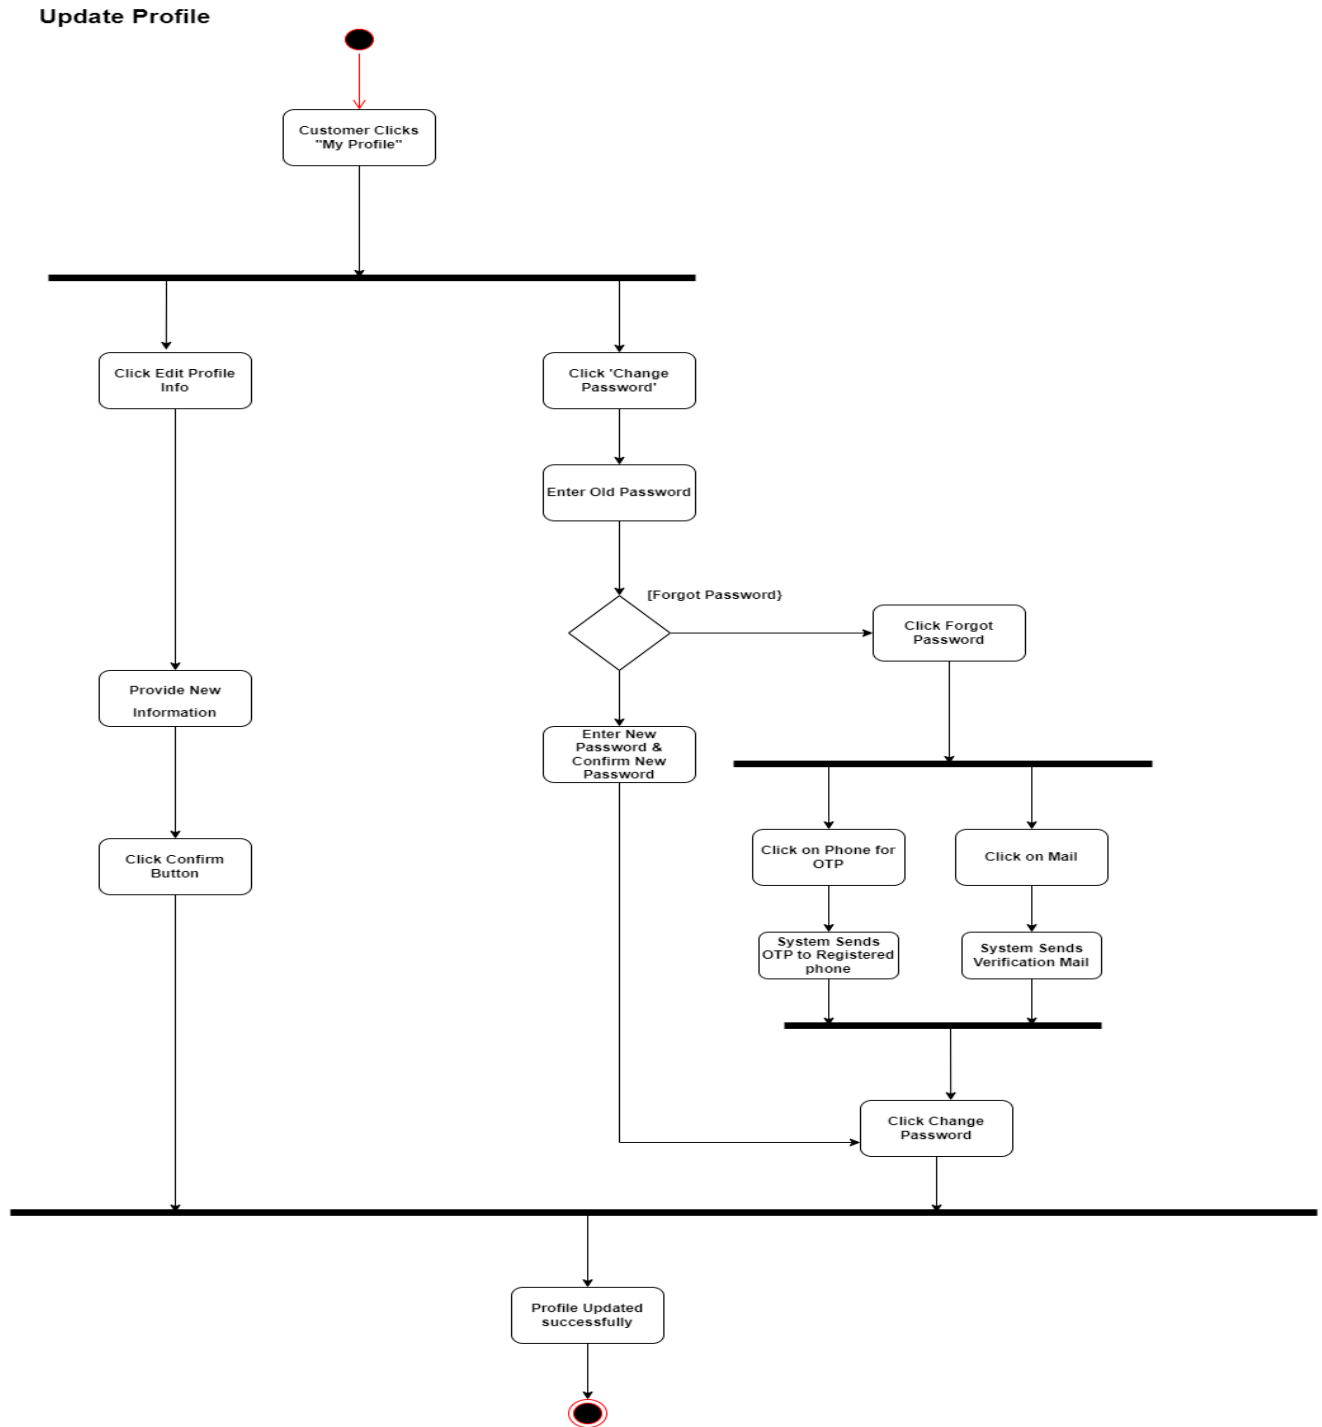 Update Profile
Customer Clicks
"My Profile"
Click Edit Profile
Info
Click 'Change
Password'
Enter Old Password
[Forgot Password}
Click Forgot
Password
Provide New
Information
Enter New
Password &
Confirm New
Password
Click Confirm
Button
Click on Phone for
OTP
Click on Mail
System Sends
OTP to Registered
phone
System Sends
Verification Mail
Click Change
Password
Profile Updated
successfully